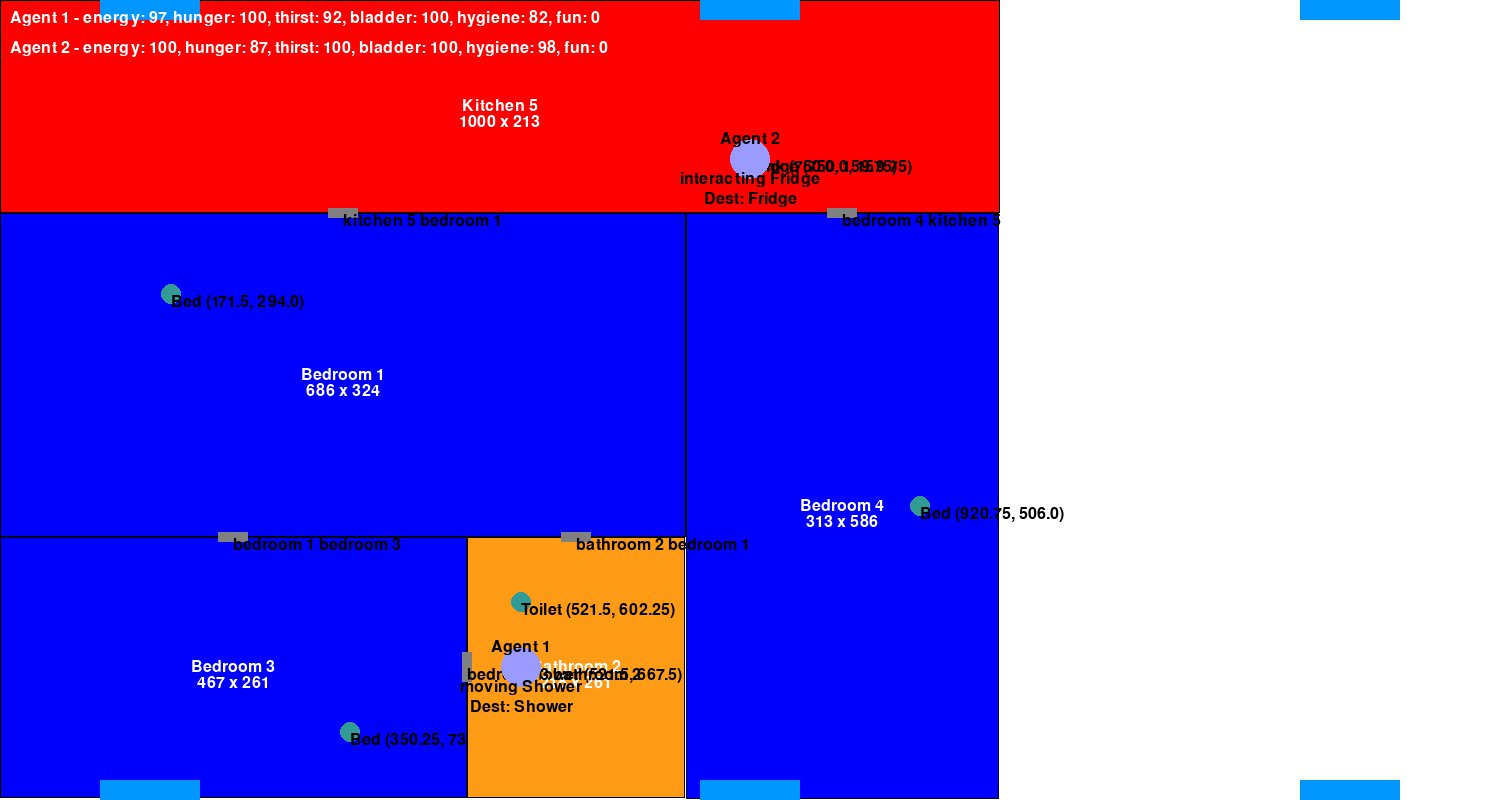 Agent 1 - energy: 97, hunger: 100, thirst: 92, bladder: 100, hygiene: 82, fun: 0
Agent 2 - energy: 100, hunger: 87, thirst: 100, bladder: 100, hygiene: 98, fun: 0
Kitchen 5
1000 x 213
Agent 2
interacting Fridge
Dest: Fridge
kitchen 5 bedroom 1
bedroom 4 kitchen 5
Bed (171.5, 294.0)
Bedroom 1
686 x 324
Bedroom 4
313 x 586
Bed (920.75, 506.0)
bedroom 1 bedroom 3
bathroom 2 bedroom 1
Toilet (521.5, 602.25)
Agent 1
Bedroom 3
467 x 261
moving Shower
Dest: Shower
Bed (350.25, 73